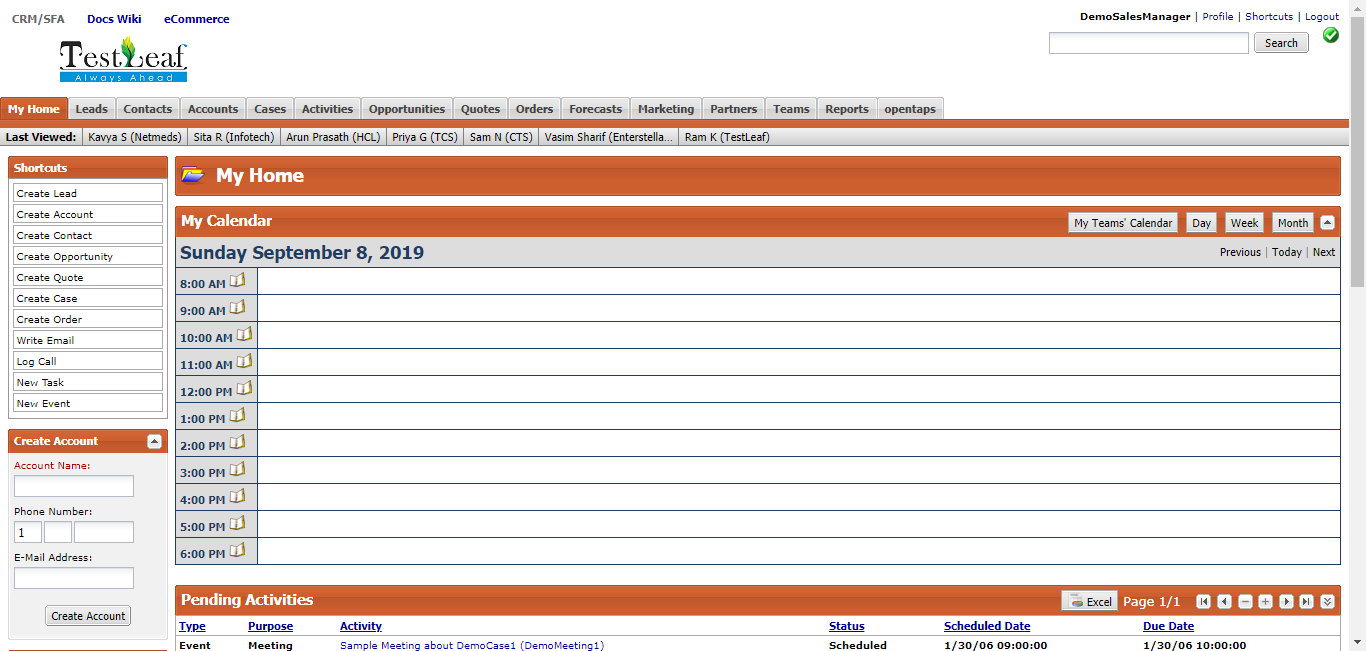 CRM/SFA Docs Wiki eCommerce
DemoSalesManager | Profile | Shortcuts | Logout
TestLeaf
Always Ahead
Search
My Home Leads Contacts Accounts Cases Activities Opportunities Quotes Orders Forecasts Marketing Partners Teams Reports opentaps
Last Viewed: Kavya S (Netmeds) Sita R (Infotech) Arun Prasath (HCL) Priya G (TCS) Sam N (CTS) Vasim Sharif (Enterstella... Ram K (TestLeaf)
Shortcuts
Create Lead
Create Account
Create Contact
Create Opportunity
Create Quote
Create Case
Create Order
Write Email
Log Call
New Task
New Event
Create Account
Account Name:
Phone Number:
1
E-Mail Address:
Create Account
My Home
My Calendar My Teams' Calendar Day Week Month
Sunday September 8, 2019 Previous | Today | Next
8:00 AM
9:00 AM
10:00 AM
11:00 AM
12:00 PM
1:00 PM
2:00 PM
3:00 PM
4:00 PM
5:00 PM
6:00 PM
Pending Activities Excel Page 1/1
Type Purpose Activity Status Scheduled Date Due Date
Event Meeting Sample Meeting about DemoCase1 (DemoMeeting1) Scheduled 1/30/06 09:00:00 1/30/06 10:00:00